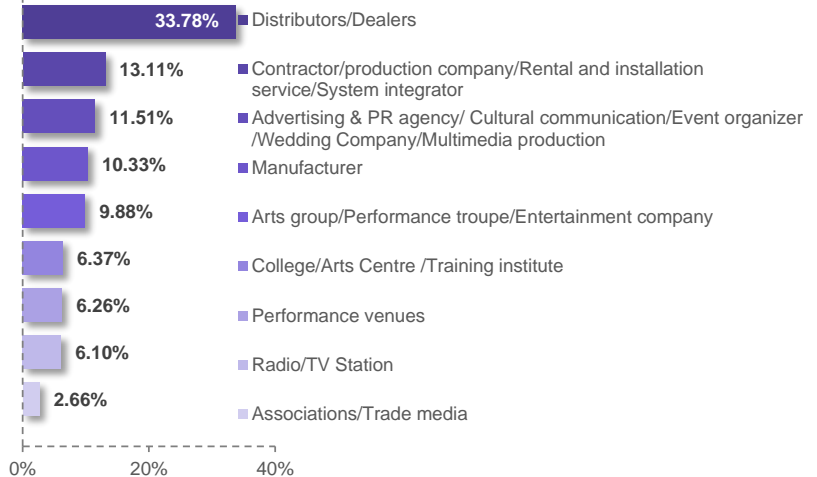 33.78% Distributors/Dealers
13.11% Contractor/production company/Rental and installation
service/System integrator
11.51% Advertising & PR agency/ Cultural communication/Event organizer
/Wedding Company/Multimedia production
10.33% Manufacturer
9.88% Arts group/Performance troupe/Entertainment company
6.37% College/Arts Centre /Training institute
6.26% Performance venues
6.10% Radio/TV Station
2.66% Associations/Trade media
0% 20% 40%